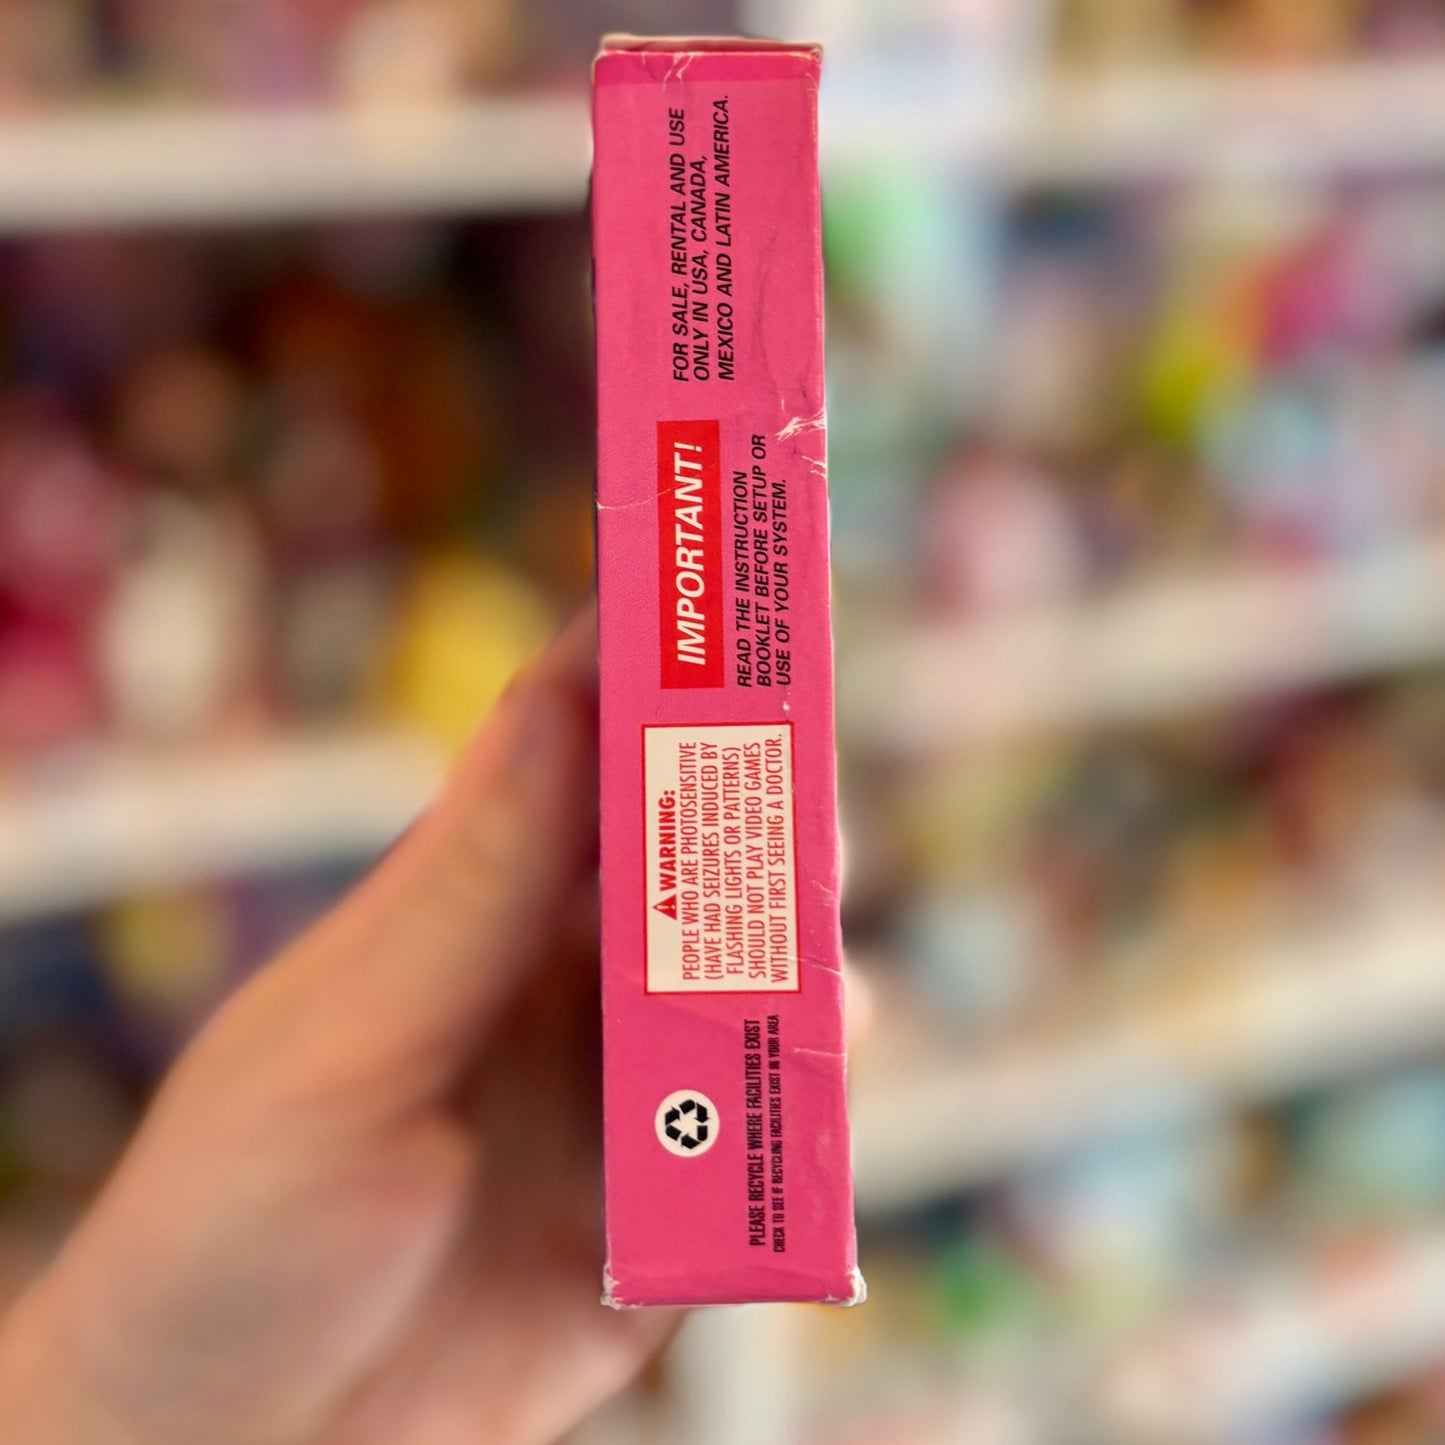 PLEASE RECYCLE WHERE FACILITIES EXIST
CHECK TO SEE IF RECYCLING FACILITIES EXIST IN YOUR AREA
WARNING:
PEOPLE WHO ARE PHOTOSENSITIVE
(HAVE HAD SEIZURES INDUCED BY
FLASHING LIGHTS OR PATTERNS)
SHOULD NOT PLAY VIDEO GAMES
WITHOUT FIRST SEEING A DOCTOR.
IMPORTANT!
READ THE INSTRUCTION
BOOKLET BEFORE SETUP OR
USE OF YOUR SYSTEM.
FOR SALE, RENTAL AND USE
ONLY IN USA, CANADA,
MEXICO AND LATIN AMERICA.